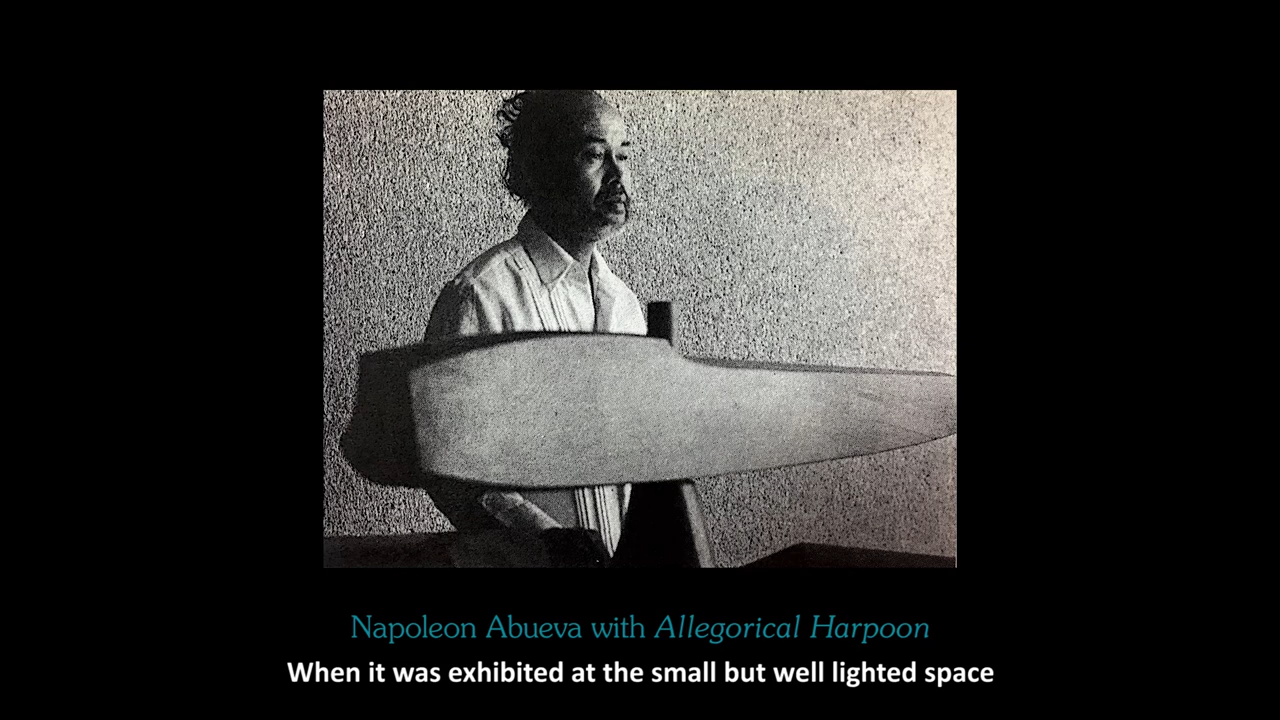 Napoleon Abueva with Allegorical Harpoon
When it was exhibited at the small but well lighted space